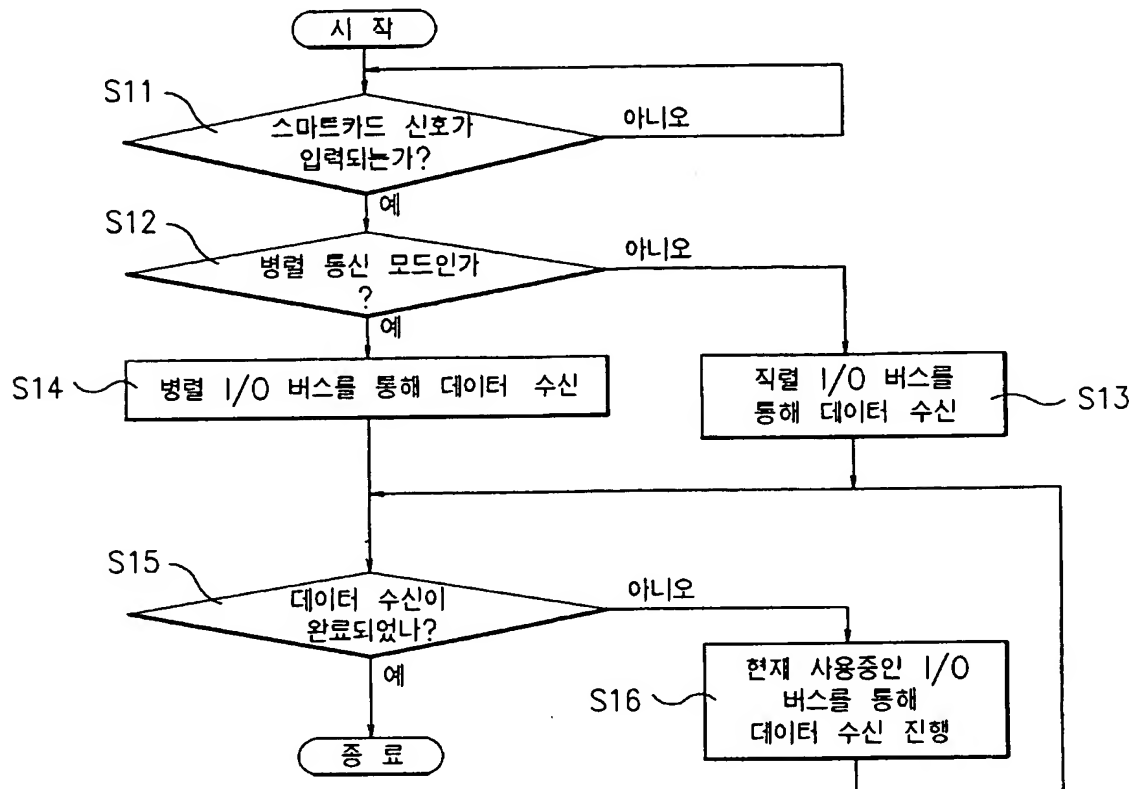 시 작
S11
스마트카드 신호가
입력되는가?
아니오
예
S12
병렬 통신 모드인가
?
아니오
예
S14
병렬 I/O 버스를 통해 데이터 수신
직렬 I/O 버스를
통해 데이터 수신
S13
S15
데이터 수신이
완료되었나?
아니오
예
현재 사용중인 I/O
버스를 통해
데이터 수신 진행
S16
종 료